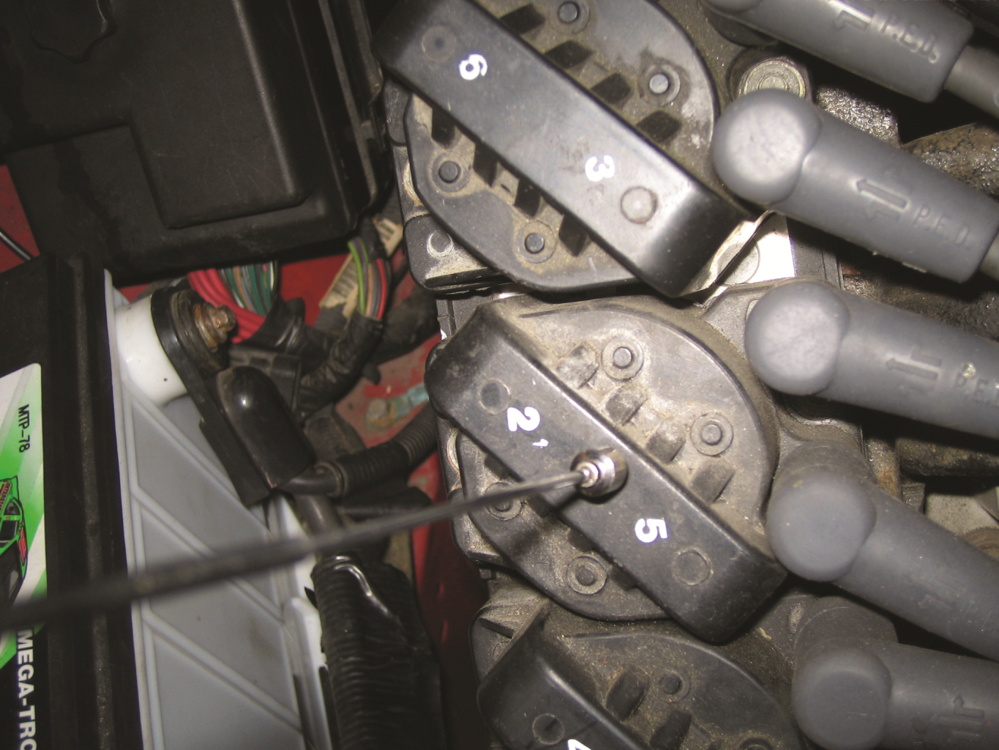 6
3
2
5
P.E.D.
P.E.D.
MTP-78
MEGA-TRO